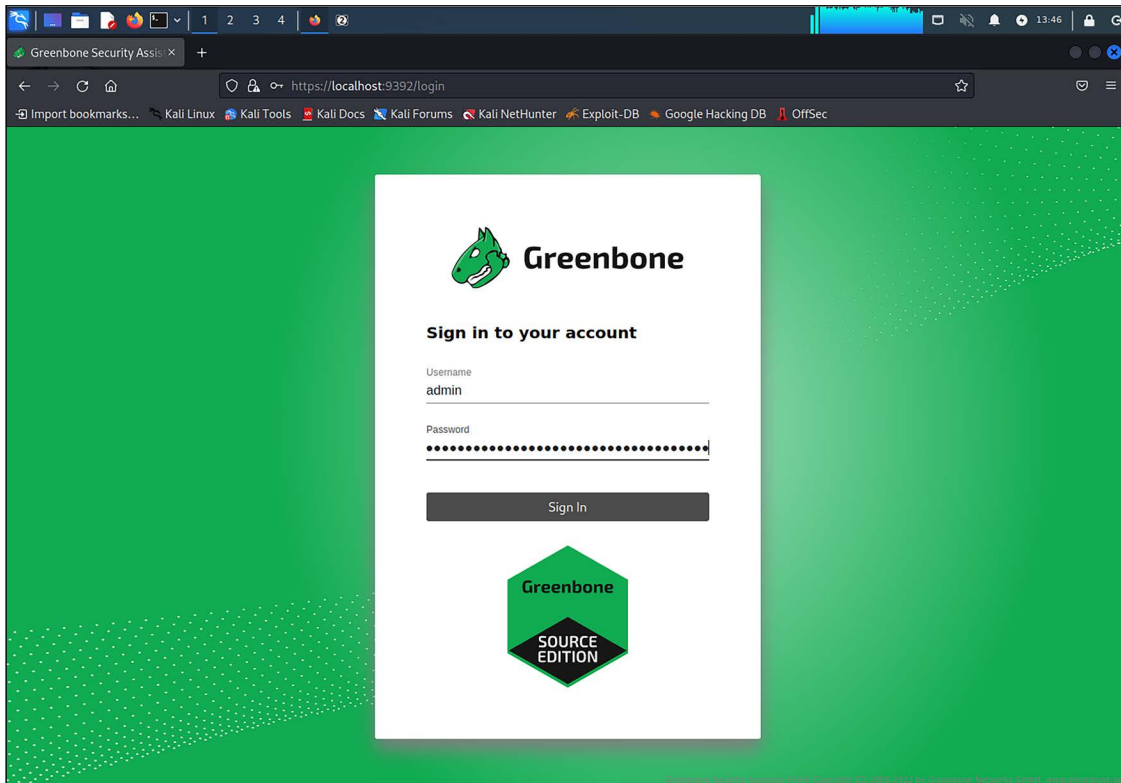 1 2 3 4
13:46
Greenbone Security Assis
https://localhost:9392/login
Import bookmarks... Kali Linux Kali Tools Kali Docs Kali Forums Kali NetHunter Exploit-DB Google Hacking DB OffSec
Greenbone
Sign in to your account
Username
admin
Password
Sign In
Greenbone
SOURCE
EDITION